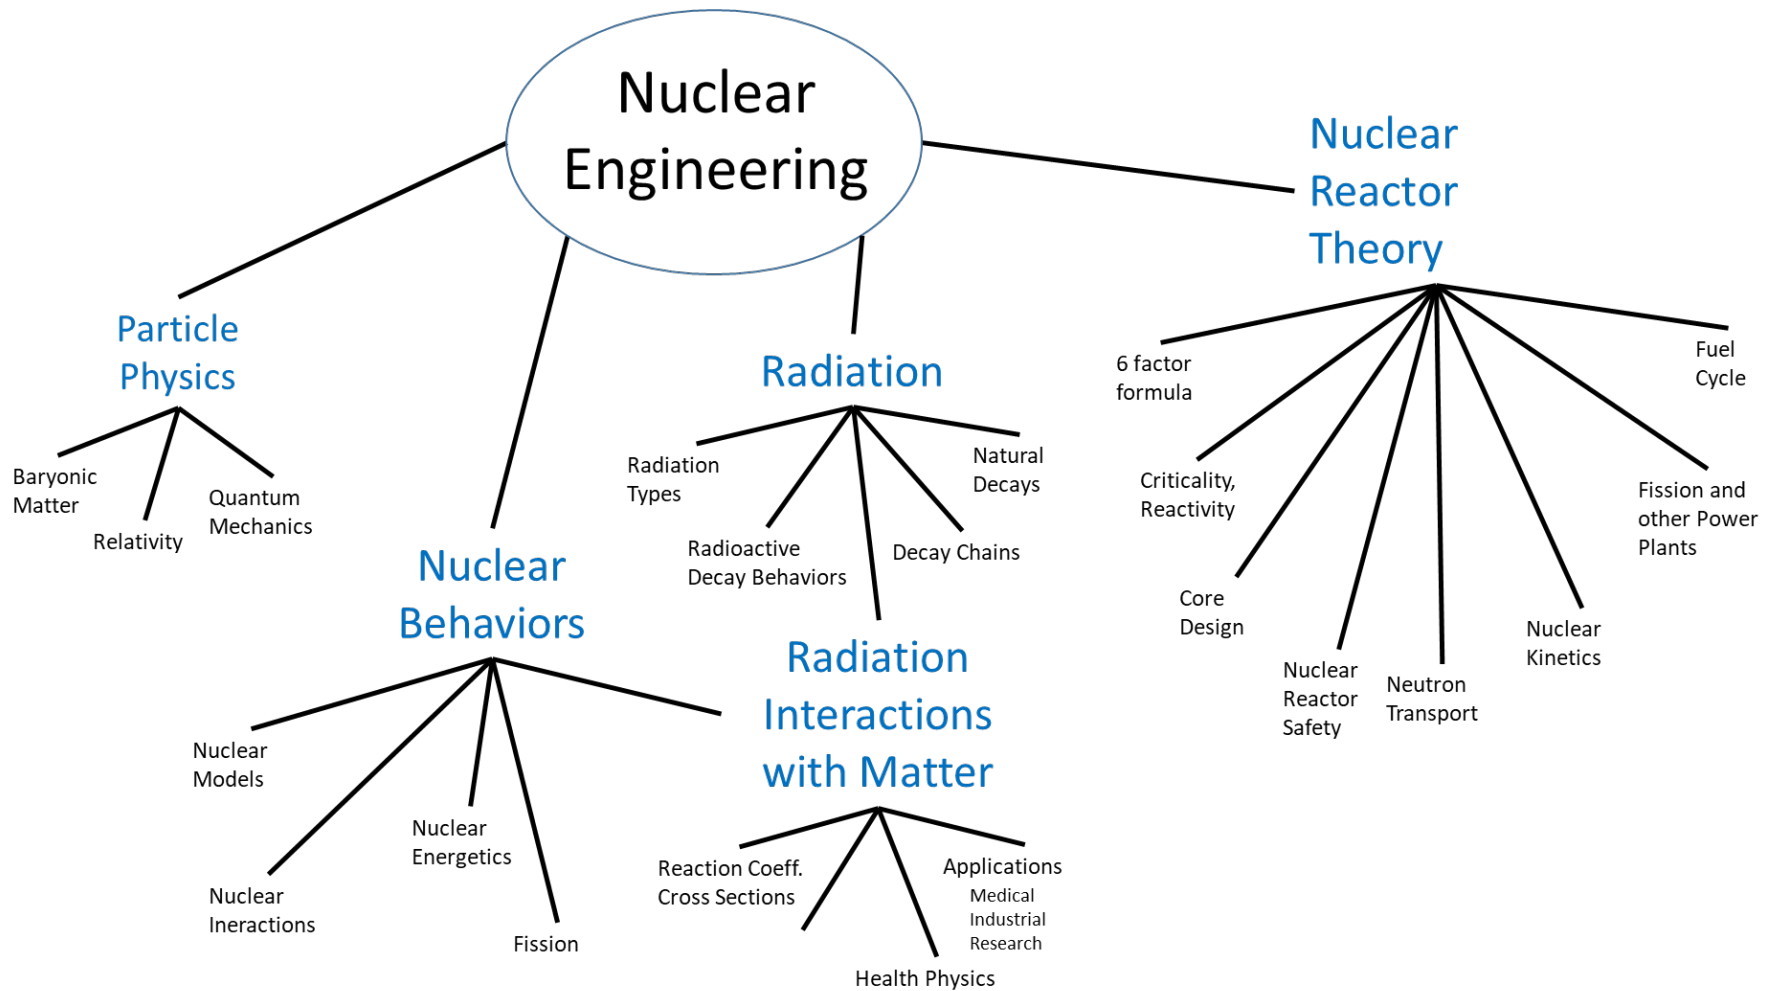 Nuclear
Engineering
Nuclear
Reactor
Theory
Particle
Physics
Baryonic
Matter
Relativity
Quantum
Mechanics
Nuclear
Behaviors
Nuclear
Models
Nuclear
Ineractions
Nuclear
Energetics
Fission
Radiation
Radiation
Types
Radioactive
Decay Behaviors
Decay Chains
Natural
Decays
Radiation
Interactions
with Matter
Reaction Coeff.
Cross Sections
Health Physics
Applications
Medical
Industrial
Research
6 factor
formula
Criticality,
Reactivity
Core
Design
Nuclear
Reactor
Safety
Neutron
Transport
Nuclear
Kinetics
Fission and
other Power
Plants
Fuel
Cycle